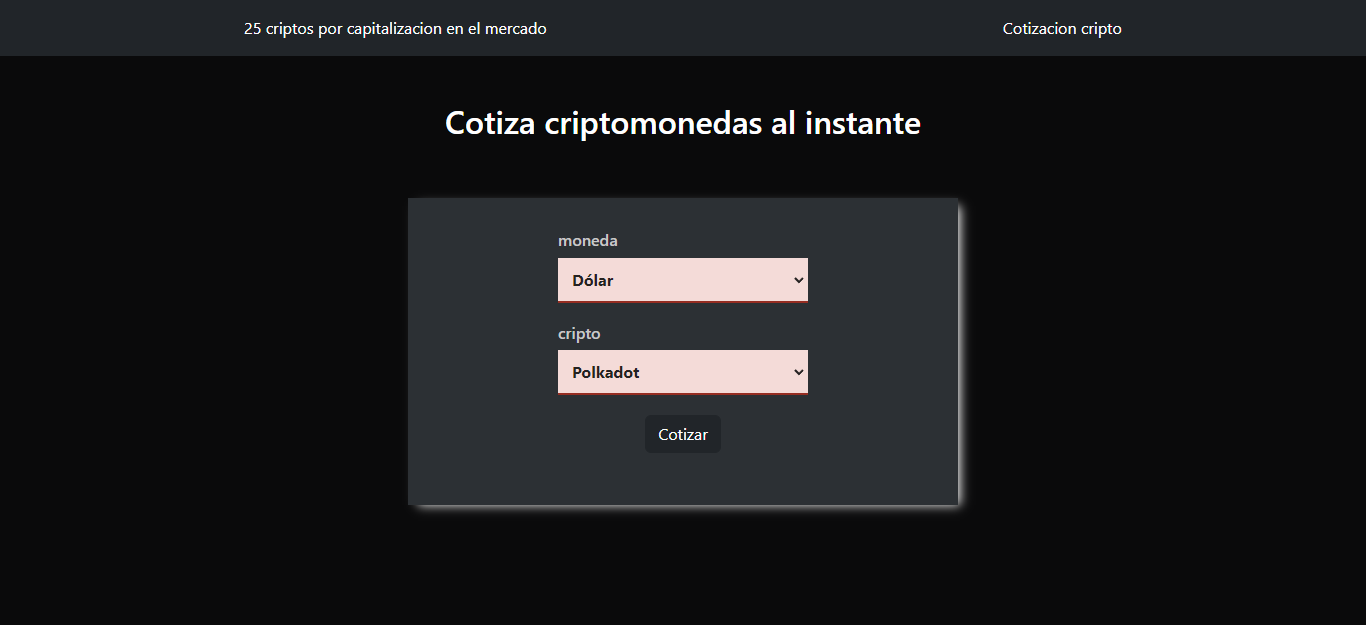 25 criptos por capitalizacion en el mercado
Cotizacion cripto
Cotiza criptomonedas al instante
moneda
Dólar
cripto
Polkadot
Cotizar